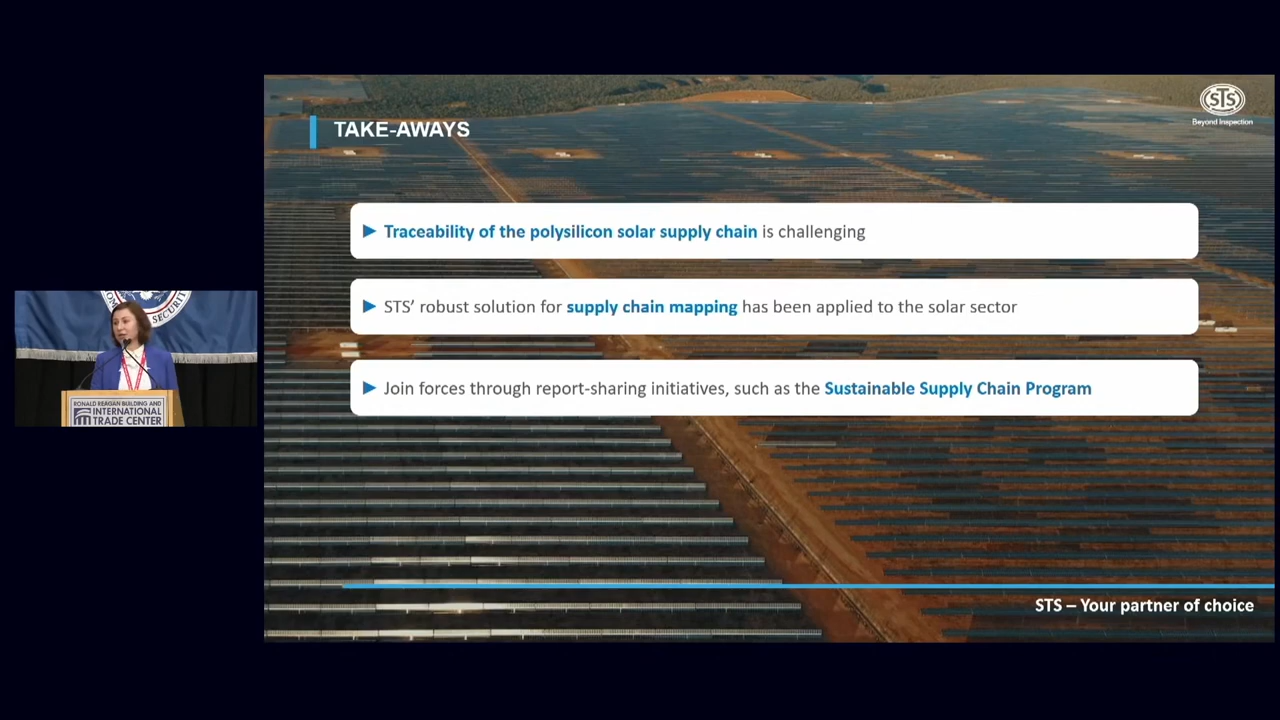 TAKE-AWAYS
STS
Beyond Inspection
► Traceability of the polysilicon solar supply chain is challenging
► STS’ robust solution for supply chain mapping has been applied to the solar sector
► Join forces through report-sharing initiatives, such as the Sustainable Supply Chain Program
STS – Your partner of choice
SECURIT
RONALD REAGAN BUILDING AND
INTERNATIONAL
TRADE CENTER